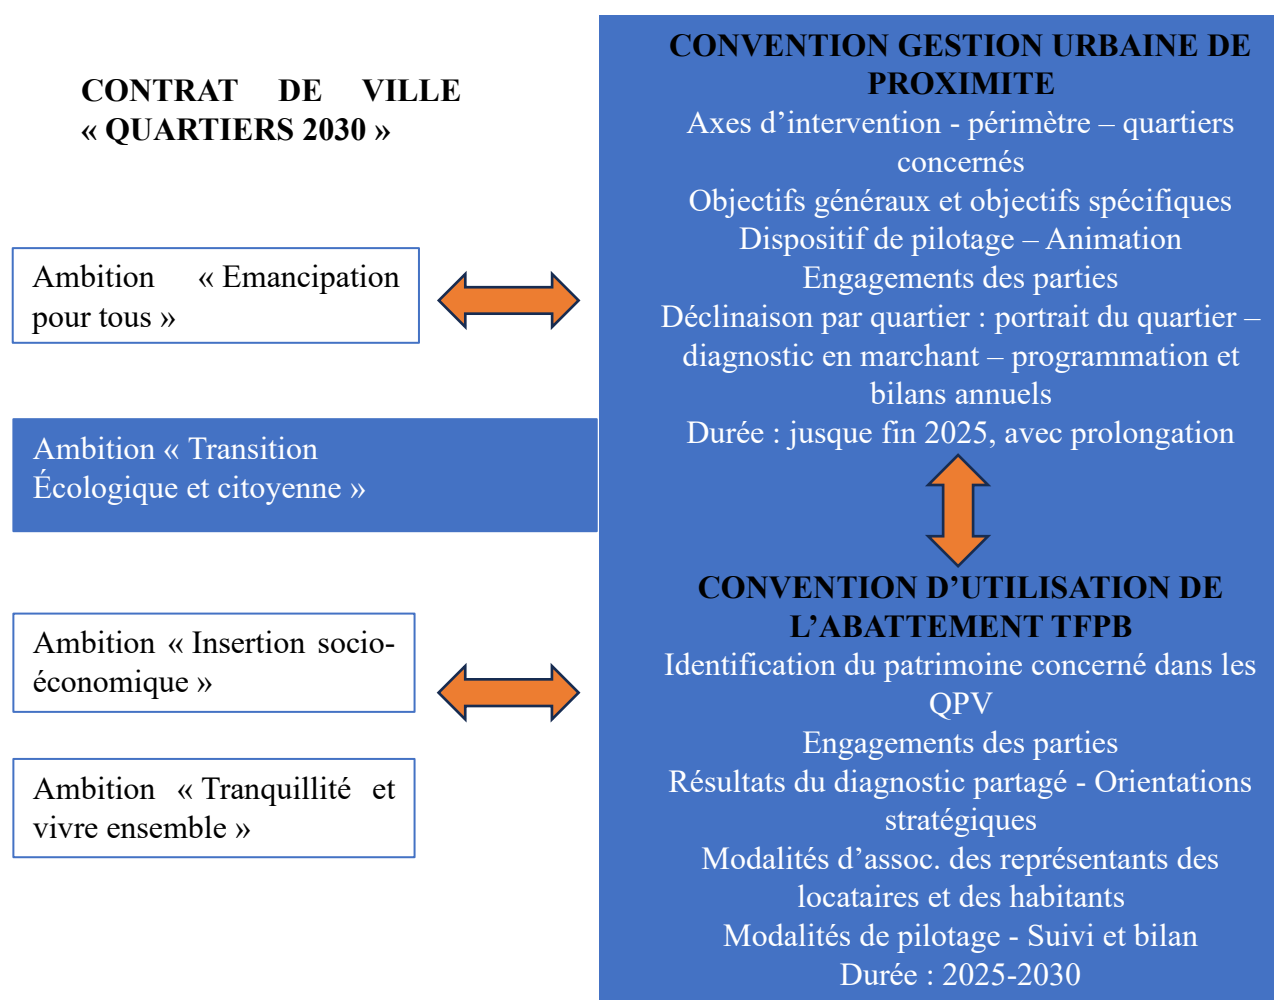 CONTRAT DE VILLE
« QUARTIERS 2030 »
Ambition « Emancipation
pour tous »
Ambition « Transition
Écologique et citoyenne »
Ambition « Insertion socio-
économique »
Ambition « Tranquillité et
vivre ensemble »
CONVENTION GESTION URBAINE DE
PROXIMITE
Axes d’intervention - périmètre – quartiers
concernés
Objectifs généraux et objectifs spécifiques
Dispositif de pilotage – Animation
Engagements des parties
Déclinaison par quartier : portrait du quartier –
diagnostic en marchant – programmation et
bilans annuels
Durée : jusque fin 2025, avec prolongation
CONVENTION D’UTILISATION DE
L’ABATTEMENT TFPB
Identification du patrimoine concerné dans les
QPV
Engagements des parties
Résultats du diagnostic partagé - Orientations
stratégiques
Modalités d’assoc. des représentants des
locataires et des habitants
Modalités de pilotage - Suivi et bilan
Durée : 2025-2030